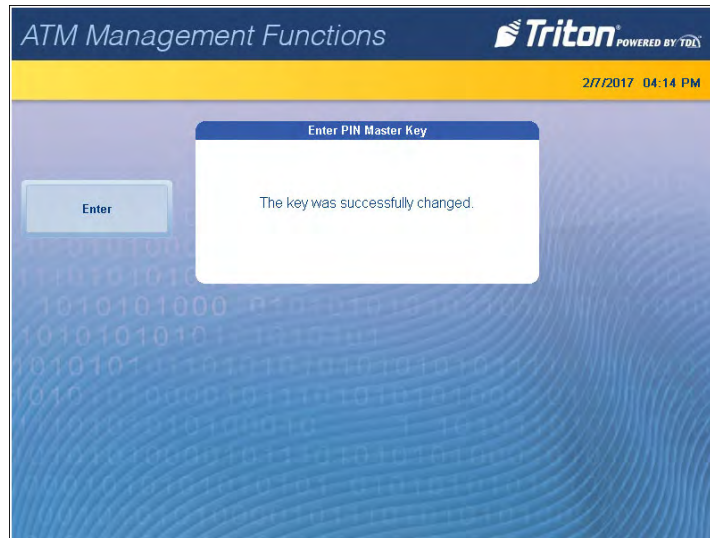 ATM Management Functions
Triton® POWERED BY TDL
2/7/2017 04:14 PM
Enter PIN Master Key
Enter
The key was successfully changed.